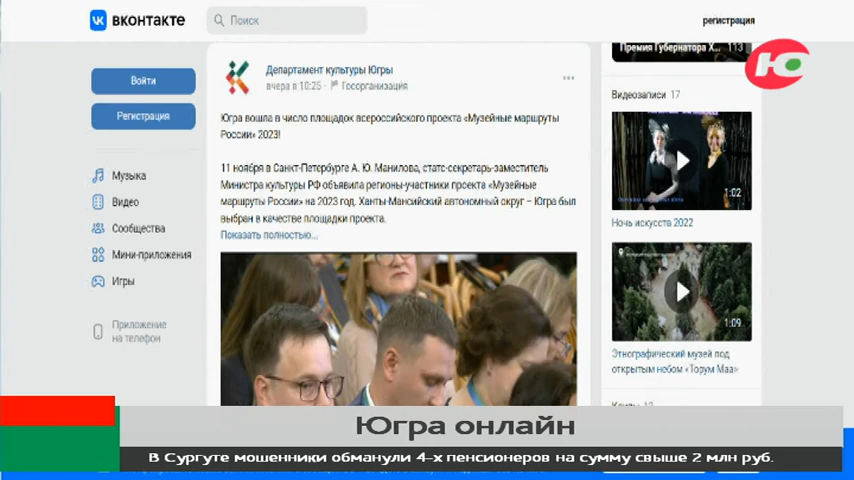 вконтакте
Поиск
регистрация
Войти
Регистрация
Музыка
Видео
Сообщества
Мини-приложения
Игры
Приложение
на телефон
Департамент культуры Югры
вчера в 10:25 · Госорганизация
Югра вошла в число площадок всероссийского проекта «Музейные маршруты
России» 2023!
11 ноября в Санкт-Петербурге А. Ю. Манилова, статс-секретарь-заместитель
Министра культуры РФ объявила регионы-участники проекта «Музейные
маршруты России» на 2023 год. Ханты-Мансийский автономный округ – Югра был
выбран в качестве площадки проекта.
Показать полностью...
Премия Губернатора Х... 113
Ю
Видеозаписи 17
1:02
Ночь искусств 2022
1:09
Этнографический музей под
открытым небом «Торум Маа»
Югра онлайн
В Сургуте мошенники обманули 4-х пенсионеров на сумму свыше 2 млн руб.